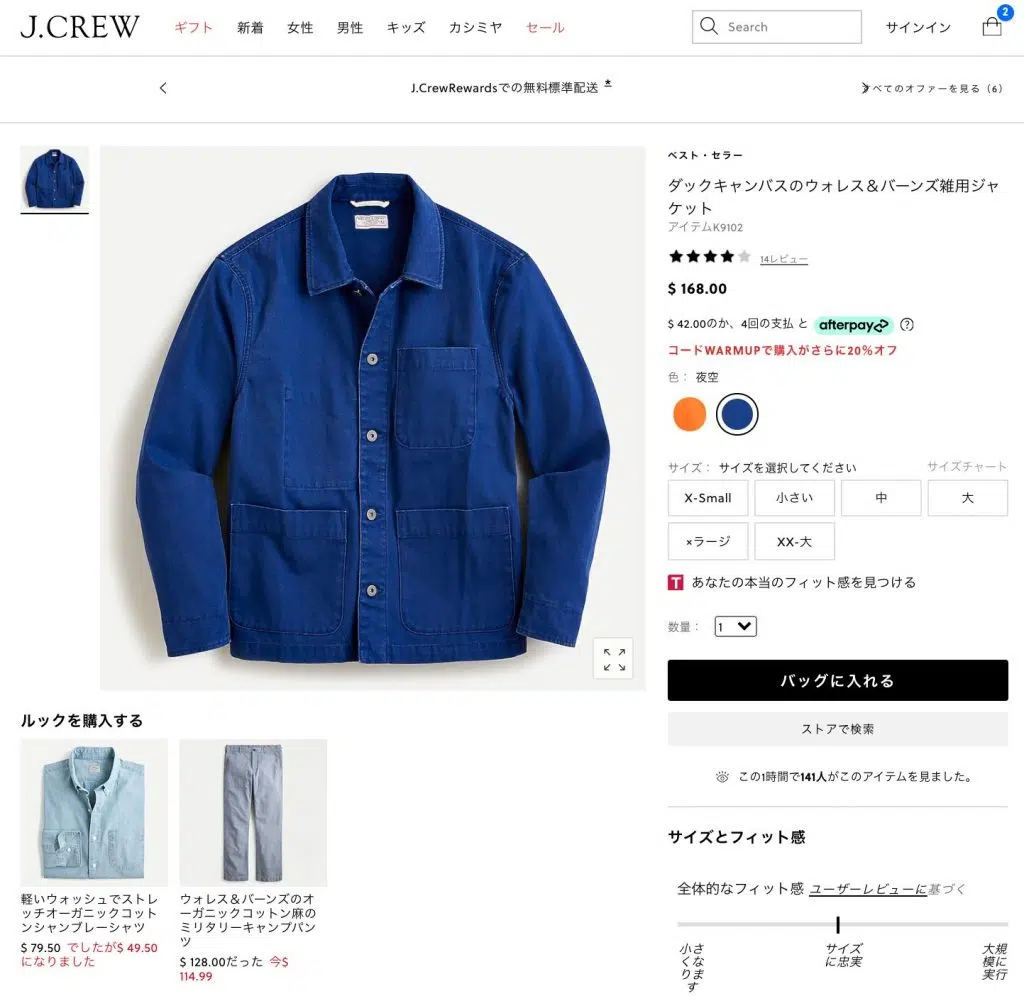 J.CREW
ギフト 新着 女性 男性 キッズ カシミヤ セール
Search
サインイン
2
J.CrewRewardsでの無料標準配送 *
すべてのオファーを見る（6）
ベスト・セラー
ダックキャンバスのウォレス＆バーンズ雑用ジャ
ケット
アイテムK9102
14レビュー
$ 168.00
$ 42.00のか、4回の支払 と afterpay ?
コードWARMUPで購入がさらに20%オフ
色： 夜空
サイズ： サイズを選択してください
サイズチャート
X-Small 小さい 中 大
×ラージ XX-大
T あなたの本当のフィット感を見つける
数量： 1
バッグに入れる
ストアで検索
この1時間で141人がこのアイテムを見ました。
サイズとフィット感
全体的なフィット感 ユーザーレビューに基づく
小さ
くな
りま
す
サイズ
に忠実
大規
模に
実行
ルックを購入する
軽いウォッシュでストレ
ッチオーガニックコット
ンシャンブレーシャツ
$ 79.50 でしたが$ 49.50
になりました
ウォレス＆バーンズのオ
ーガニックコットン麻の
ミリタリーキャンプパン
ツ
$ 128.00だった 今$
114.99